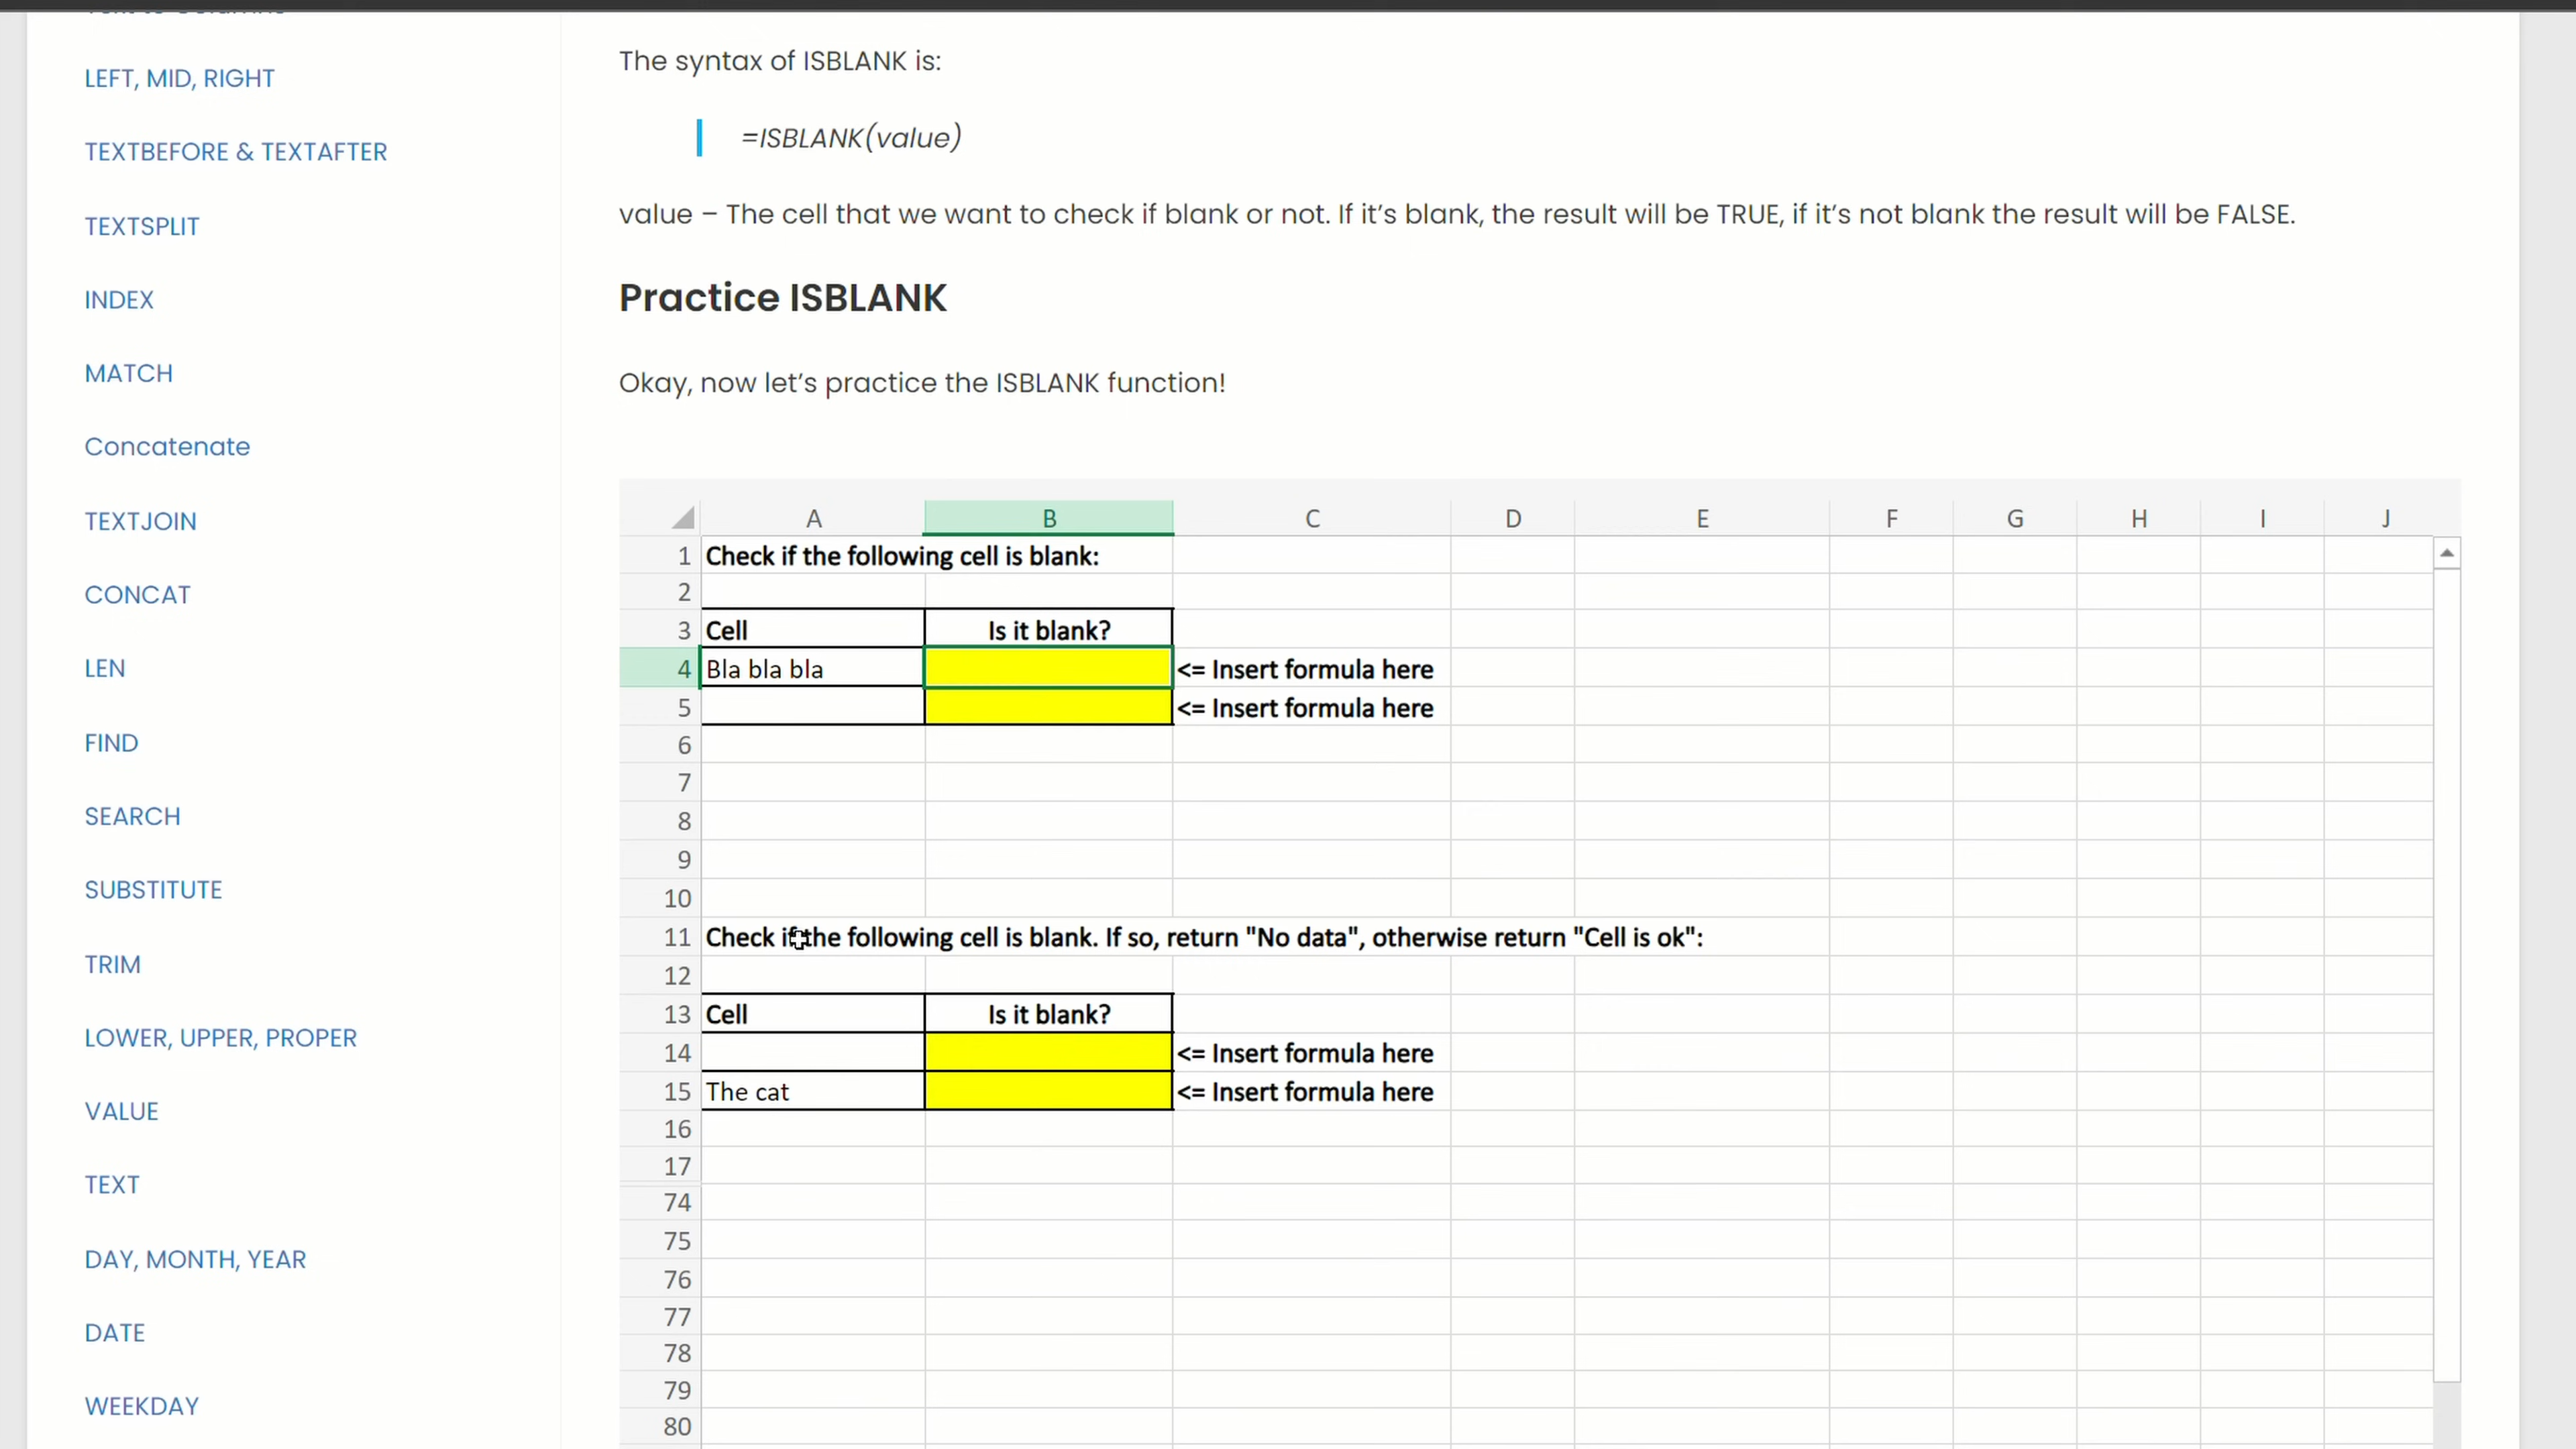 LEFT, MID, RIGHT
TEXTBEFORE & TEXTAFTER
TEXTSPLIT
INDEX
MATCH
Concatenate
TEXTJOIN
CONCAT
LEN
FIND
SEARCH
SUBSTITUTE
TRIM
LOWER, UPPER, PROPER
VALUE
TEXT
DAY, MONTH, YEAR
DATE
WEEKDAY
The syntax of ISBLANK is:
=ISBLANK(value)
value – The cell that we want to check if blank or not. If it’s blank, the result will be TRUE, if it’s not blank the result will be FALSE.
Practice ISBLANK
Okay, now let’s practice the ISBLANK function!
A B C D E F G H I J
1 Check if the following cell is blank:
2
3 Cell Is it blank?
4 Bla bla bla <= Insert formula here
5 <= Insert formula here
6
7
8
9
10
11 Check if the following cell is blank. If so, return "No data", otherwise return "Cell is ok":
12
13 Cell Is it blank?
14 <= Insert formula here
15 The cat <= Insert formula here
16
17
74
75
76
77
78
79
80